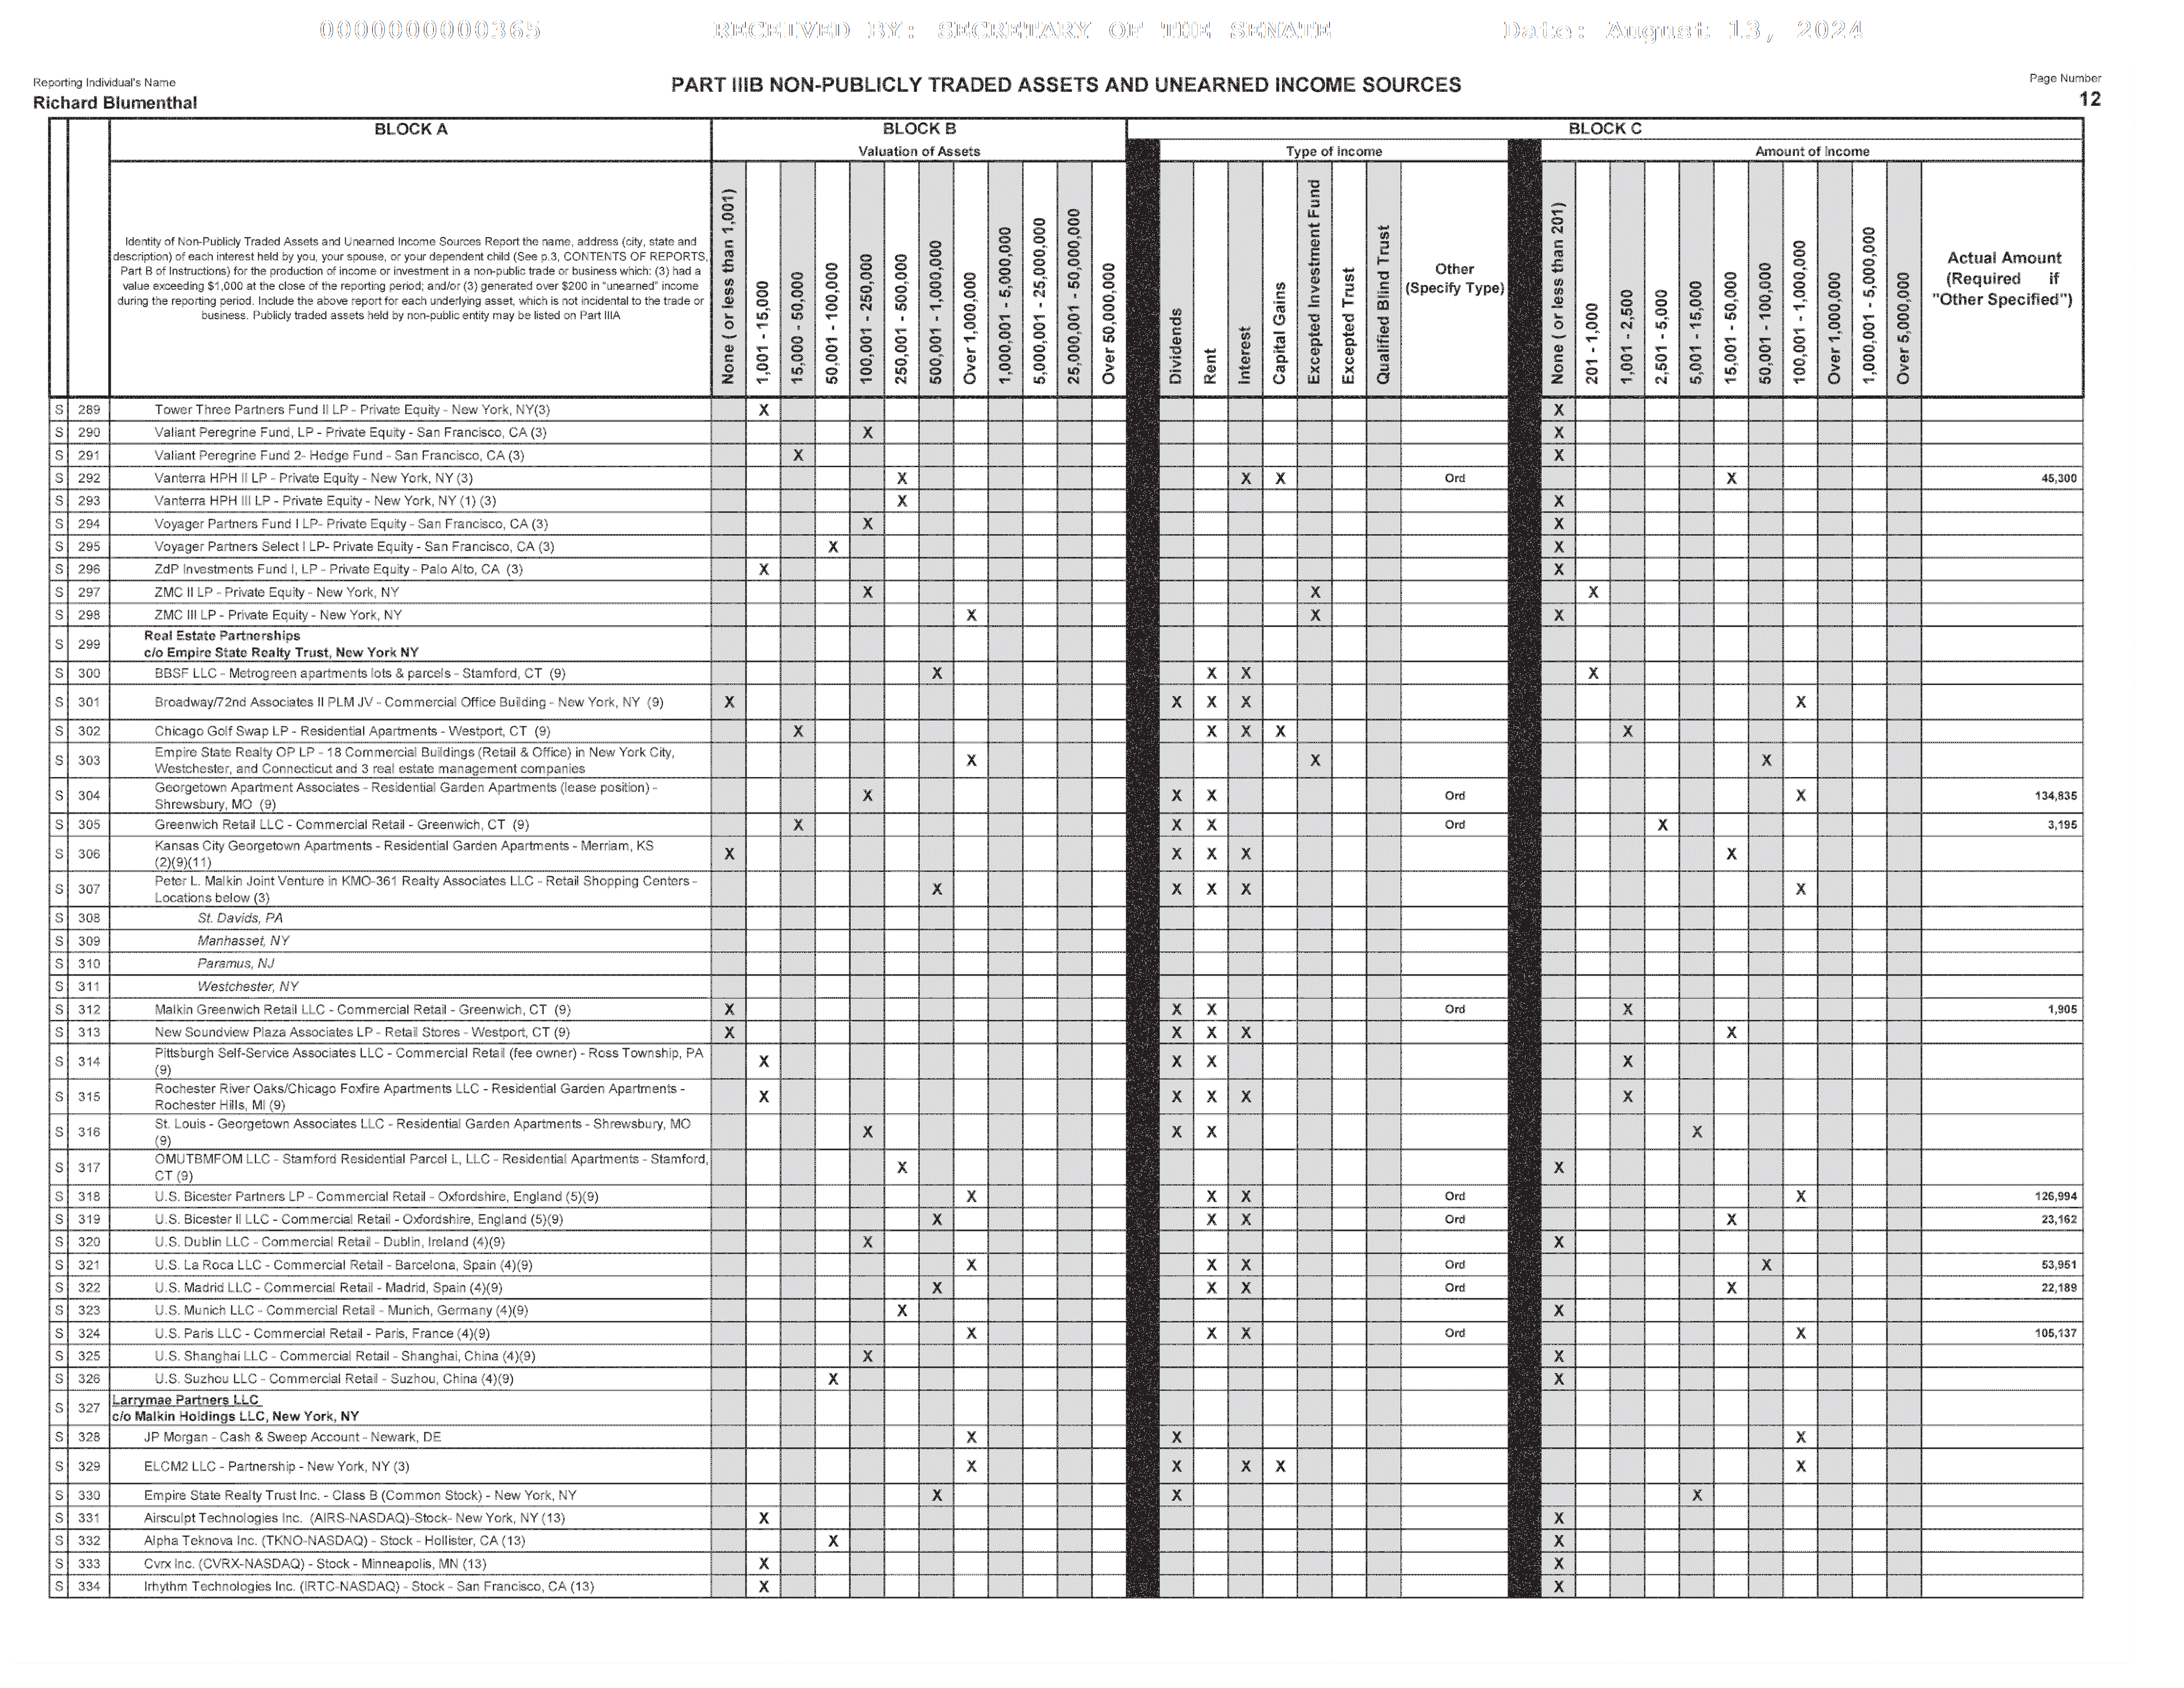 0000000000365 RECEIVED BY: SECRETARY OF THE SENATE Date: August 13, 2024
Reporting Individual's Name
Richard Blumenthal
PART IIIB NON-PUBLICLY TRADED ASSETS AND UNEARNED INCOME SOURCES
Page Number
12
BLOCK A BLOCK B BLOCK C
Valuation of Assets Type of Income Amount of Income
Identity of Non-Publicly Traded Assets and Unearned Income Sources Report the name, address (city, state and
description) of each interest held by you, your spouse, or your dependent child (See p.3, CONTENTS OF REPORTS,
Part B of Instructions) for the production of income or investment in a non-public trade or business which: (3) had a
value exceeding $1,000 at the close of the reporting period; and/or (3) generated over $200 in "unearned" income
during the reporting period. Include the above report for each underlying asset, which is not incidental to the trade or
business. Publicly traded assets held by non-public entity may be listed on Part IIIA
None ( or less than 1,001)
1,001 - 15,000
15,000 - 50,000
50,001 - 100,000
100,001 - 250,000
250,001 - 500,000
500,001 - 1,000,000
Over 1,000,000
1,000,001 - 5,000,000
5,000,001 - 25,000,000
25,000,001 - 50,000,000
Over 50,000,000
Dividends
Rent
Interest
Capital Gains
Excepted Investment Fund
Excepted Trust
Qualified Blind Trust
Other
(Specify Type)
None ( or less than 201)
201 - 1,000
1,001 - 2,500
2,501 - 5,000
5,001 - 15,000
15,001 - 50,000
50,001 - 100,000
100,001 - 1,000,000
Over 1,000,000
1,000,001 - 5,000,000
Over 5,000,000
Actual Amount
(Required if
"Other Specified")
S 289 Tower Three Partners Fund II LP - Private Equity - New York, NY(3) X X
S 290 Valiant Peregrine Fund, LP - Private Equity - San Francisco, CA (3) X X
S 291 Valiant Peregrine Fund 2- Hedge Fund - San Francisco, CA (3) X X
S 292 Vanterra HPH II LP - Private Equity - New York, NY (3) X X X Ord X 45,300
S 293 Vanterra HPH III LP - Private Equity - New York, NY (1) (3) X X
S 294 Voyager Partners Fund I LP- Private Equity - San Francisco, CA (3) X X
S 295 Voyager Partners Select I LP- Private Equity - San Francisco, CA (3) X X
S 296 ZdP Investments Fund I, LP - Private Equity - Palo Alto, CA (3) X X
S 297 ZMC II LP - Private Equity - New York, NY X X X
S 298 ZMC III LP - Private Equity - New York, NY X X X
S 299 Real Estate Partnerships
c/o Empire State Realty Trust, New York NY
S 300 BBSF LLC - Metrogreen apartments lots & parcels - Stamford, CT (9) X X X X
S 301 Broadway/72nd Associates II PLM JV - Commercial Office Building - New York, NY (9) X X X X X
S 302 Chicago Golf Swap LP - Residential Apartments - Westport, CT (9) X X X X X
S 303 Empire State Realty OP LP - 18 Commercial Buildings (Retail & Office) in New York City,
Westchester, and Connecticut and 3 real estate management companies X X X
S 304 Georgetown Apartment Associates - Residential Garden Apartments (lease position) -
Shrewsbury, MO (9) X X X Ord X 134,835
S 305 Greenwich Retail LLC - Commercial Retail - Greenwich, CT (9) X X X Ord X 3,195
S 306 Kansas City Georgetown Apartments - Residential Garden Apartments - Merriam, KS
(2)(9)(11) X X X X X
S 307 Peter L. Malkin Joint Venture in KMO-361 Realty Associates LLC - Retail Shopping Centers -
Locations below (3) X X X X X
S 308 St. Davids, PA
S 309 Manhasset, NY
S 310 Paramus, NJ
S 311 Westchester, NY
S 312 Malkin Greenwich Retail LLC - Commercial Retail - Greenwich, CT (9) X X X Ord X 1,905
S 313 New Soundview Plaza Associates LP - Retail Stores - Westport, CT (9) X X X X X
S 314 Pittsburgh Self-Service Associates LLC - Commercial Retail (fee owner) - Ross Township, PA
(9) X X X X
S 315 Rochester River Oaks/Chicago Foxfire Apartments LLC - Residential Garden Apartments -
Rochester Hills, MI (9) X X X X X
S 316 St. Louis - Georgetown Associates LLC - Residential Garden Apartments - Shrewsbury, MO
(9) X X X X
S 317 OMUTBMFOM LLC - Stamford Residential Parcel L, LLC - Residential Apartments - Stamford,
CT (9) X X
S 318 U.S. Bicester Partners LP - Commercial Retail - Oxfordshire, England (5)(9) X X X Ord X 126,994
S 319 U.S. Bicester II LLC - Commercial Retail - Oxfordshire, England (5)(9) X X X Ord X 23,162
S 320 U.S. Dublin LLC - Commercial Retail - Dublin, Ireland (4)(9) X X
S 321 U.S. La Roca LLC - Commercial Retail - Barcelona, Spain (4)(9) X X X Ord X 53,951
S 322 U.S. Madrid LLC - Commercial Retail - Madrid, Spain (4)(9) X X X Ord X 22,189
S 323 U.S. Munich LLC - Commercial Retail - Munich, Germany (4)(9) X X
S 324 U.S. Paris LLC - Commercial Retail - Paris, France (4)(9) X X X Ord X 105,137
S 325 U.S. Shanghai LLC - Commercial Retail - Shanghai, China (4)(9) X X
S 326 U.S. Suzhou LLC - Commercial Retail - Suzhou, China (4)(9) X X
S 327 Larrymae Partners LLC
c/o Malkin Holdings LLC, New York, NY
S 328 JP Morgan - Cash & Sweep Account - Newark, DE X X X
S 329 ELCM2 LLC - Partnership - New York, NY (3) X X X X X
S 330 Empire State Realty Trust Inc. - Class B (Common Stock) - New York, NY X X X
S 331 Airsculpt Technologies Inc. (AIRS-NASDAQ)-Stock- New York, NY (13) X X
S 332 Alpha Teknova Inc. (TKNO-NASDAQ) - Stock - Hollister, CA (13) X X
S 333 Cvrx Inc. (CVRX-NASDAQ) - Stock - Minneapolis, MN (13) X X
S 334 Irhythm Technologies Inc. (IRTC-NASDAQ) - Stock - San Francisco, CA (13) X X